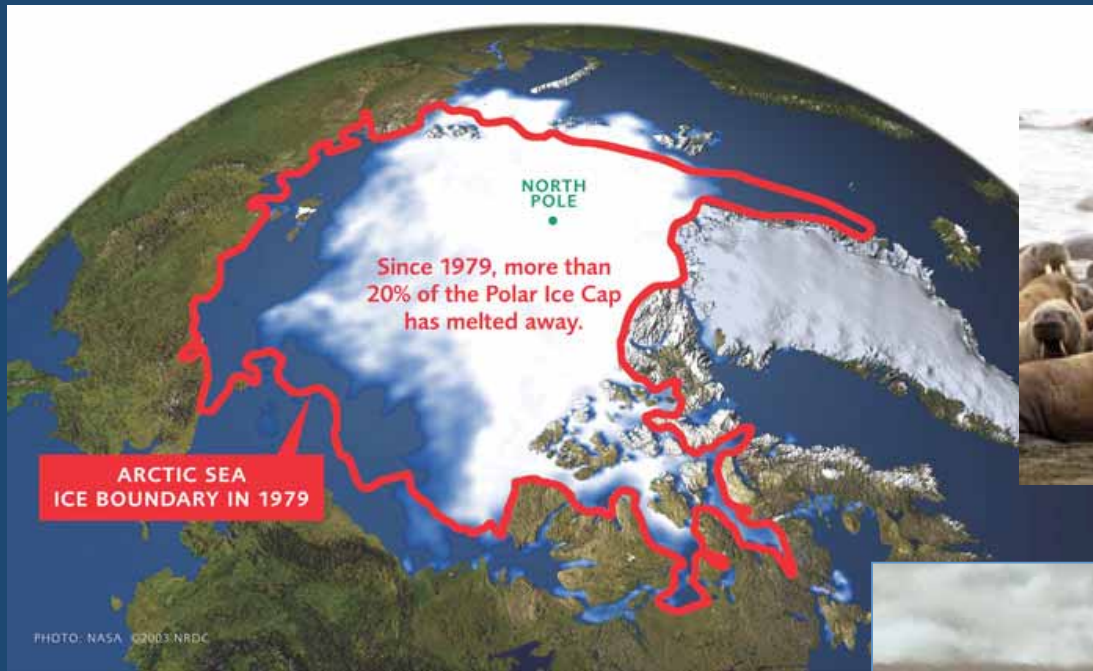 NORTH
POLE
Since 1979, more than
20% of the Polar Ice Cap
has melted away.
ARCTIC SEA
ICE BOUNDARY IN 1979
PHOTO: NASA ©2003 NRDC